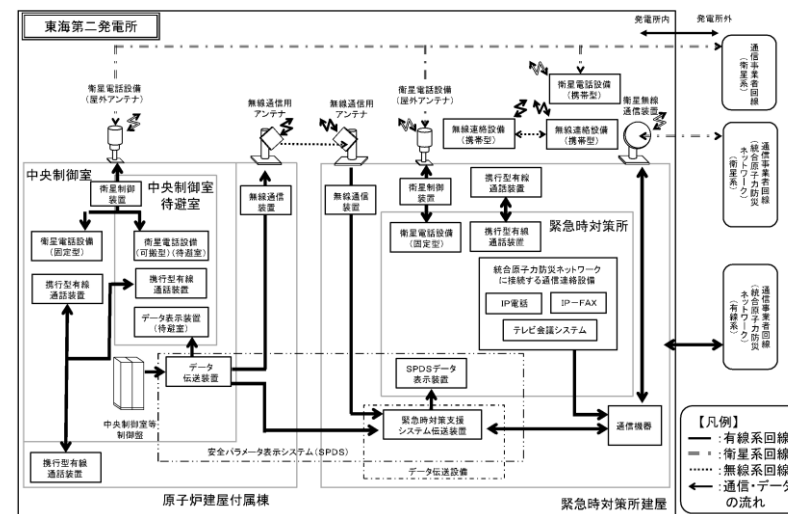 東海第二発電所
発電所内
発電所外
通信事業者回線
(衛星系)
衛星電話設備
(屋外アンテナ)
無線通信用
アンテナ
無線通信用
アンテナ
衛星電話設備
(屋外アンテナ)
衛星電話設備
(携帯型)
無線連絡設備
(携帯型)
無線連絡設備
(携帯型)
衛星無線
通信装置
通信事業者回線
(統合原子力防災
ネットワーク)
(衛星系)
中央制御室
中央制御室
待避室
衛星制御
装置
衛星電話設備
(固定型)
衛星電話設備
(可搬型)(待避室)
携行型有線
通話装置
携行型有線
通話装置
データ表示装置
(待避室)
中央制御室等
制御盤
データ
伝送装置
無線通信
装置
無線通信
装置
衛星制御
装置
衛星電話設備
(固定型)
携行型有線
通話装置
携行型有線
通話装置
緊急時対策所
統合原子力防災ネットワーク
に接続する通信連絡設備
IP電話
IP-FAX
テレビ会議システム
通信事業者回線
(統合原子力防災
ネットワーク)
(有線系)
SPDSデータ
表示装置
緊急時対策支援
システム伝送装置
通信機器
安全パラメータ表示システム(SPDS)
データ伝送設備
携行型有線
通話装置
原子炉建屋付属棟
緊急時対策所建屋
【凡例】
:有線系回線
:衛星系回線
:無線系回線
:通信・データ
の流れ